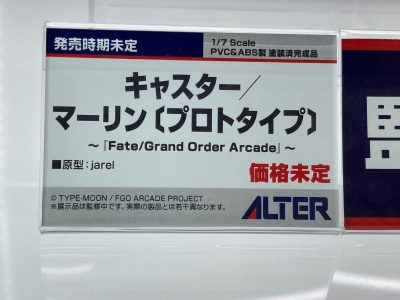 発売時期未定
1/7 Scale
PVC&ABS製 塗装済完成品
キャスター／
マーリン〔プロトタイプ〕
～『Fate/Grand Order Arcade』～
■原型：jarel
価格未定
© TYPE-MOON / FGO ARCADE PROJECT
※展示品は監修中です。実際の製品とは若干異なります。
ALTER